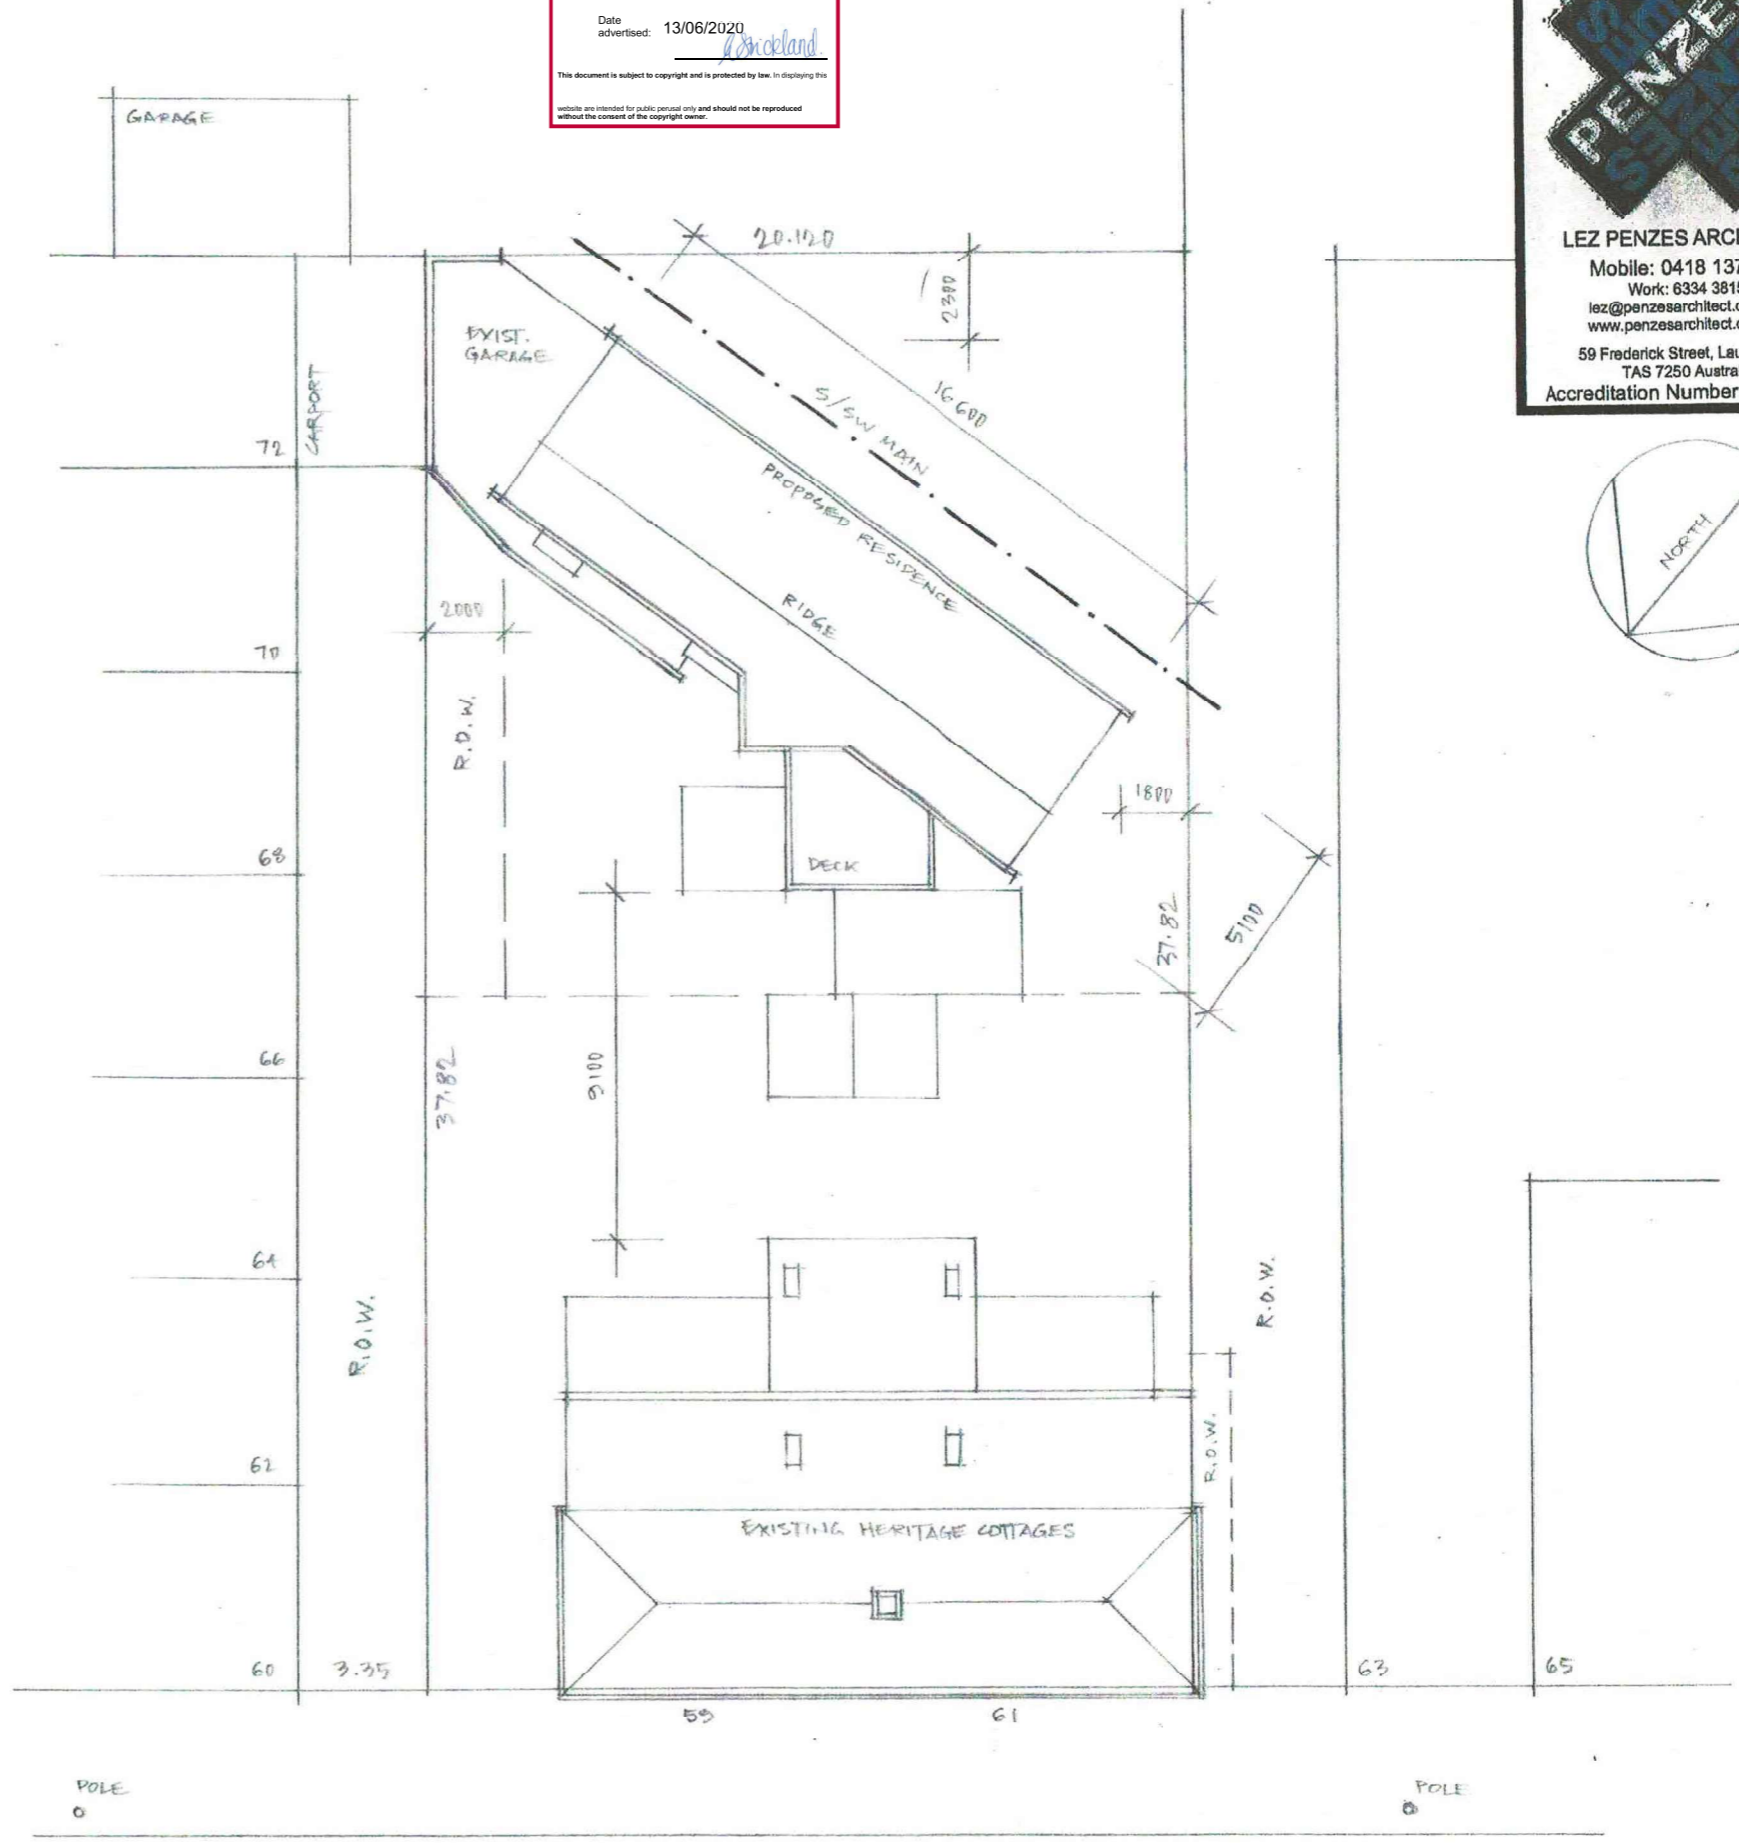 Date
advertised: 13/06/2020
This document is subject to copyright and is protected by law. In displaying this
website are intended for public perusal only and should not be reproduced
without the consent of the copyright owner.
PENZE
LEZ PENZES ARCH
Mobile: 0418 137
Work: 6334 381
lez@penzesarchitect.c
www.penzesarchitect.c
59 Frederick Street, Lau
TAS 7250 Austra
Accreditation Number
NORTH
GARAGE
20.120
2300
EXIST.
GARAGE
CARPORT
16600
S/SW MAIN
PROPOSED RESIDENCE
RIDGE
72
2000
70
R.O.W.
1800
68
DECK
37.82
5100
66
37.82
9100
64
R.O.W.
R.O.W.
R.O.W.
62
EXISTING HERITAGE COTTAGES
60
3.35
63
65
59
61
POLE
POLE